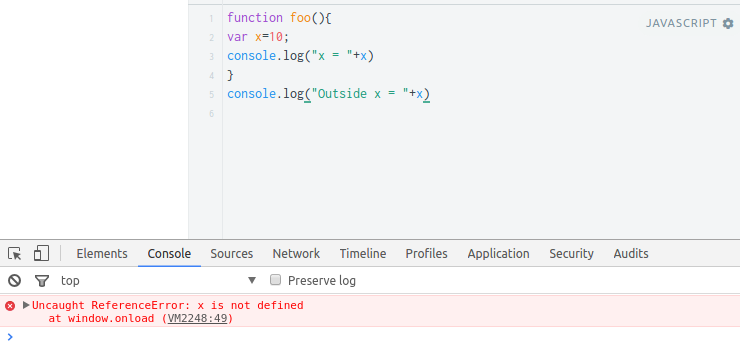 1 function foo(){
JAVASCRIPT
2 var x=10;
3 console.log("x = "+x)
4 }
5 console.log("Outside x = "+x)
6
Elements Console Sources Network Timeline Profiles Application Security Audits
top Preserve log
Uncaught ReferenceError: x is not defined
at window.onload (VM2248:49)